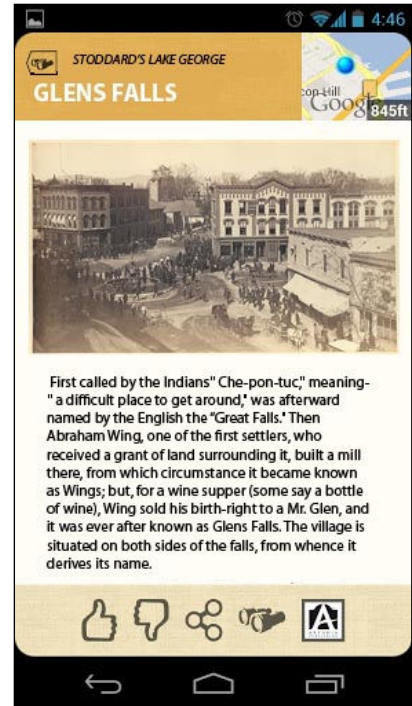 4:46
STODDARD'S LAKE GEORGE
GLENS FALLS
Google
845ft
First called by the Indians" Che-pon-tuc," meaning-
" a difficult place to get around," was afterward
named by the English the "Great Falls." Then
Abraham Wing, one of the first settlers, who
received a grant of land surrounding it, built a mill
there, from which circumstance it became known
as Wings; but, for a wine supper (some say a bottle
of wine), Wing sold his birth-right to a Mr. Glen, and
it was ever after known as Glens Falls. The village is
situated on both sides of the falls, from whence it
derives its name.
A